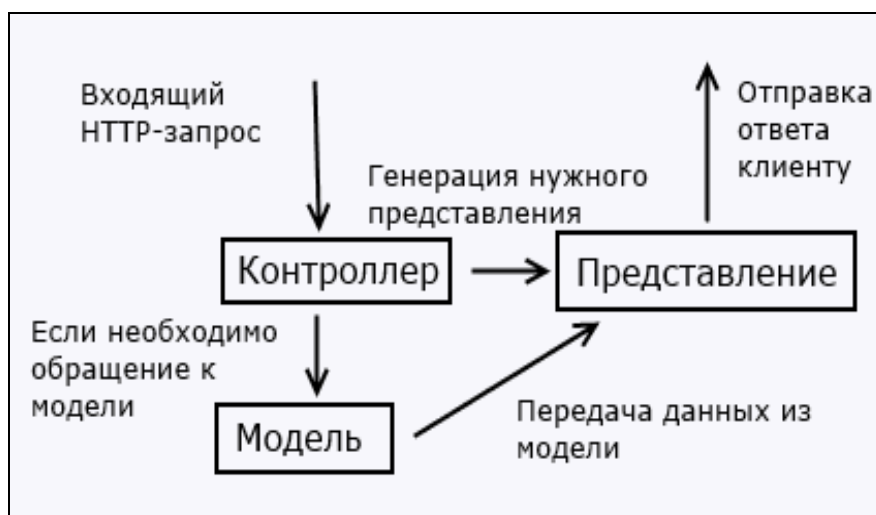 Входящий
HTTP-запрос
Отправка
ответа
клиенту
Генерация нужного
представления
Контроллер
Представление
Если необходимо
обращение к
модели
Передача данных из
модели
Модель